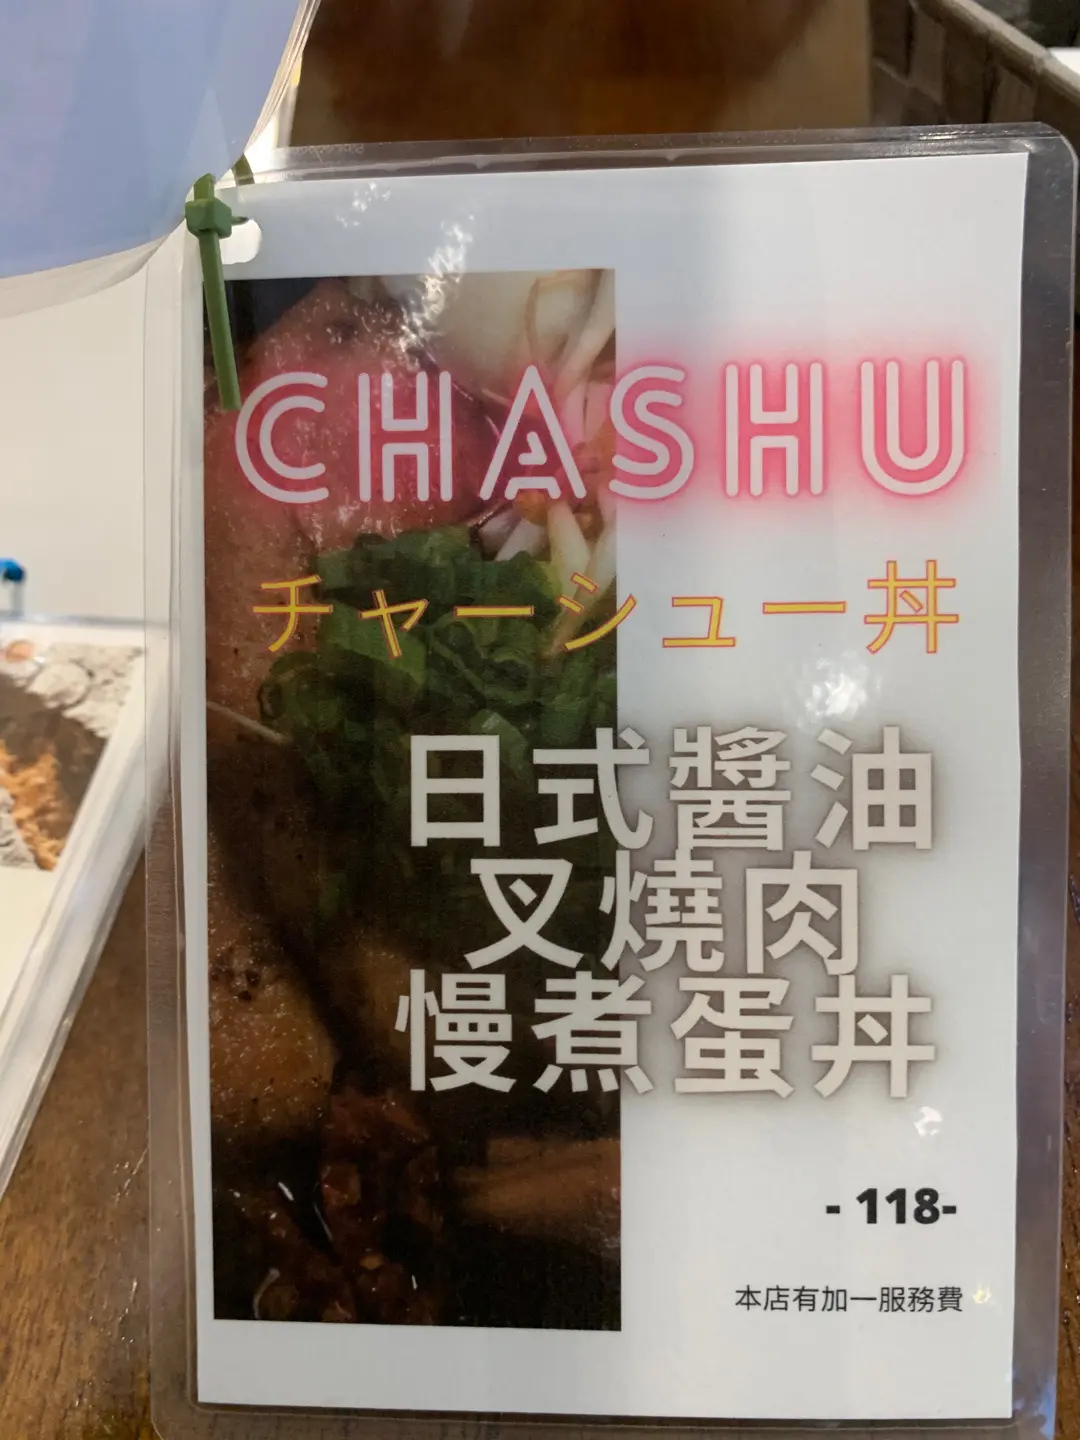 CHASHU
チャーシュー丼
日式醬油
叉燒肉
慢煮蛋丼
- 118-
本店有加一服務費